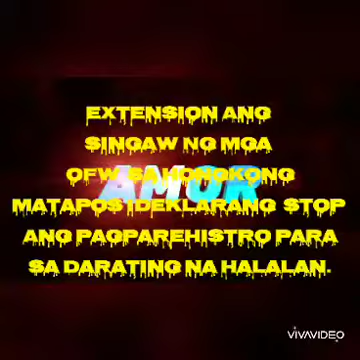 EXTENSION ANG
SINGAW NG MGA
OFW SA HONGKONG
AMOR
MATAPOS IDEKLARANG STOP
ANG PAGPAREHISTRO PARA
SA DARATING NA HALALAN.
VIVAVIDEO